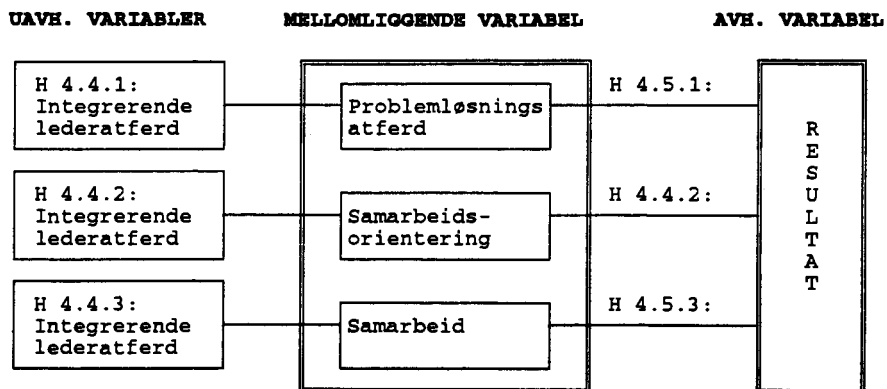 UAVH. VARIABLER
MELLOMLIGGENDE VARIABEL
AVH. VARIABEL
H 4.4.1:
Integrerende
lederatferd
Problemløsnings
atferd
H 4.5.1:
H 4.4.2:
Integrerende
lederatferd
Samarbeids-
orientering
H 4.4.2:
H 4.4.3:
Integrerende
lederatferd
Samarbeid
H 4.5.3:
R
E
S
U
L
T
A
T